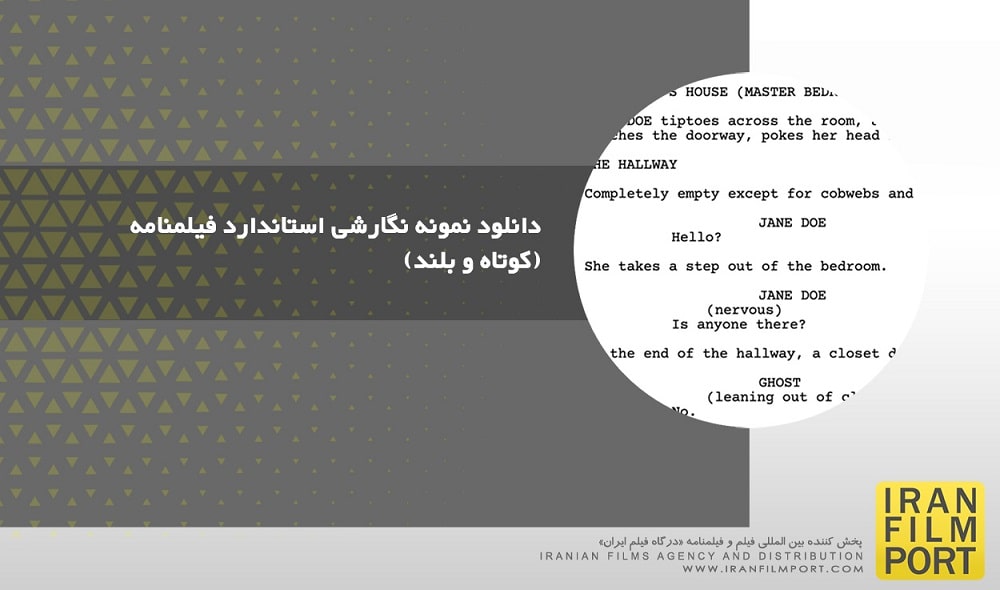 دانلود نمونه نگارشی استاندارد فیلمنامه
(کوتاه و بلند)
S HOUSE (MASTER
DOE tiptoes across the room,
the doorway, pokes her head
HALLWAY
Completely empty except for cobwebs and
JANE DOE
Hello?
She takes a step out of the bedroom.
JANE DOE
(nervous)
Is anyone there?
the end of the hallway, a closet
GHOST
(leaning out of
No.
IRAN
FILM
PORT
پخش کننده بین المللی فیلم و فیلمنامه «درگاه فیلم ایران»
IRANIAN FILMS AGENCY AND DISTRIBUTION
WWW.IRANFILMPORT.COM